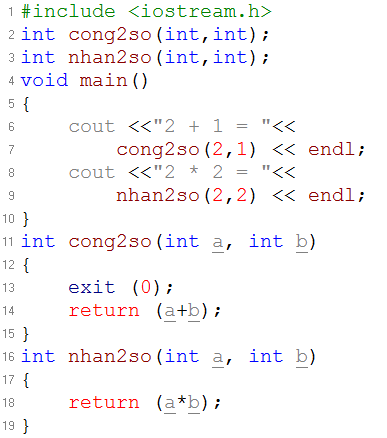 1 #include <iostream.h>
2 int cong2so(int,int);
3 int nhan2so(int,int);
4 void main()
5 {
6     cout <<"2 + 1 = "<<
7         cong2so(2,1) << endl;
8     cout <<"2 * 2 = "<<
9         nhan2so(2,2) << endl;
10 }
11 int cong2so(int a, int b)
12 {
13     exit (0);
14     return (a+b);
15 }
16 int nhan2so(int a, int b)
17 {
18     return (a*b);
19 }